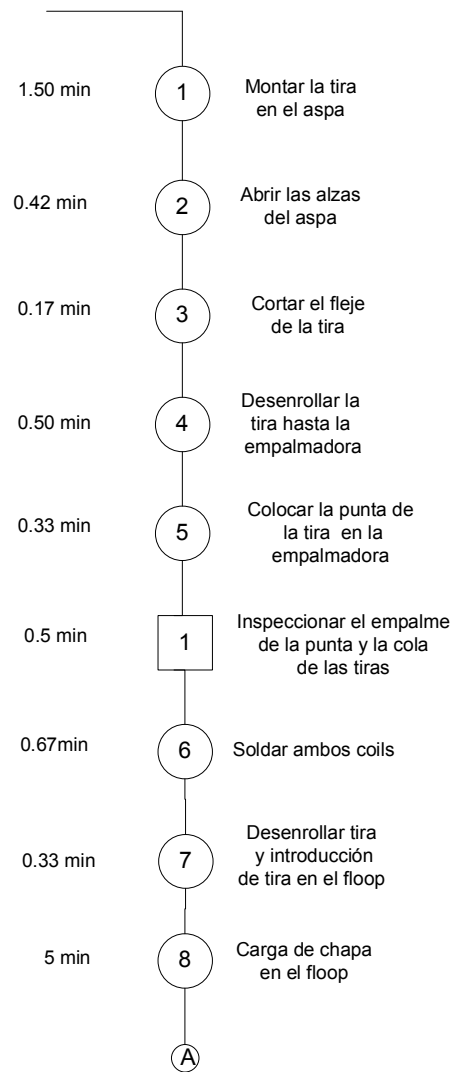 1.50 min
1
Montar la tira
en el aspa
0.42 min
2
Abrir las alzas
del aspa
0.17 min
3
Cortar el fleje
de la tira
0.50 min
4
Desenrollar la
tira hasta la
empalmadora
0.33 min
5
Colocar la punta de
la tira en la
empalmadora
0.5 min
1
Inspeccionar el empalme
de la punta y la cola
de las tiras
0.67min
6
Soldar ambos coils
0.33 min
7
Desenrollar tira
y introducción
de tira en el floop
5 min
8
Carga de chapa
en el floop
A